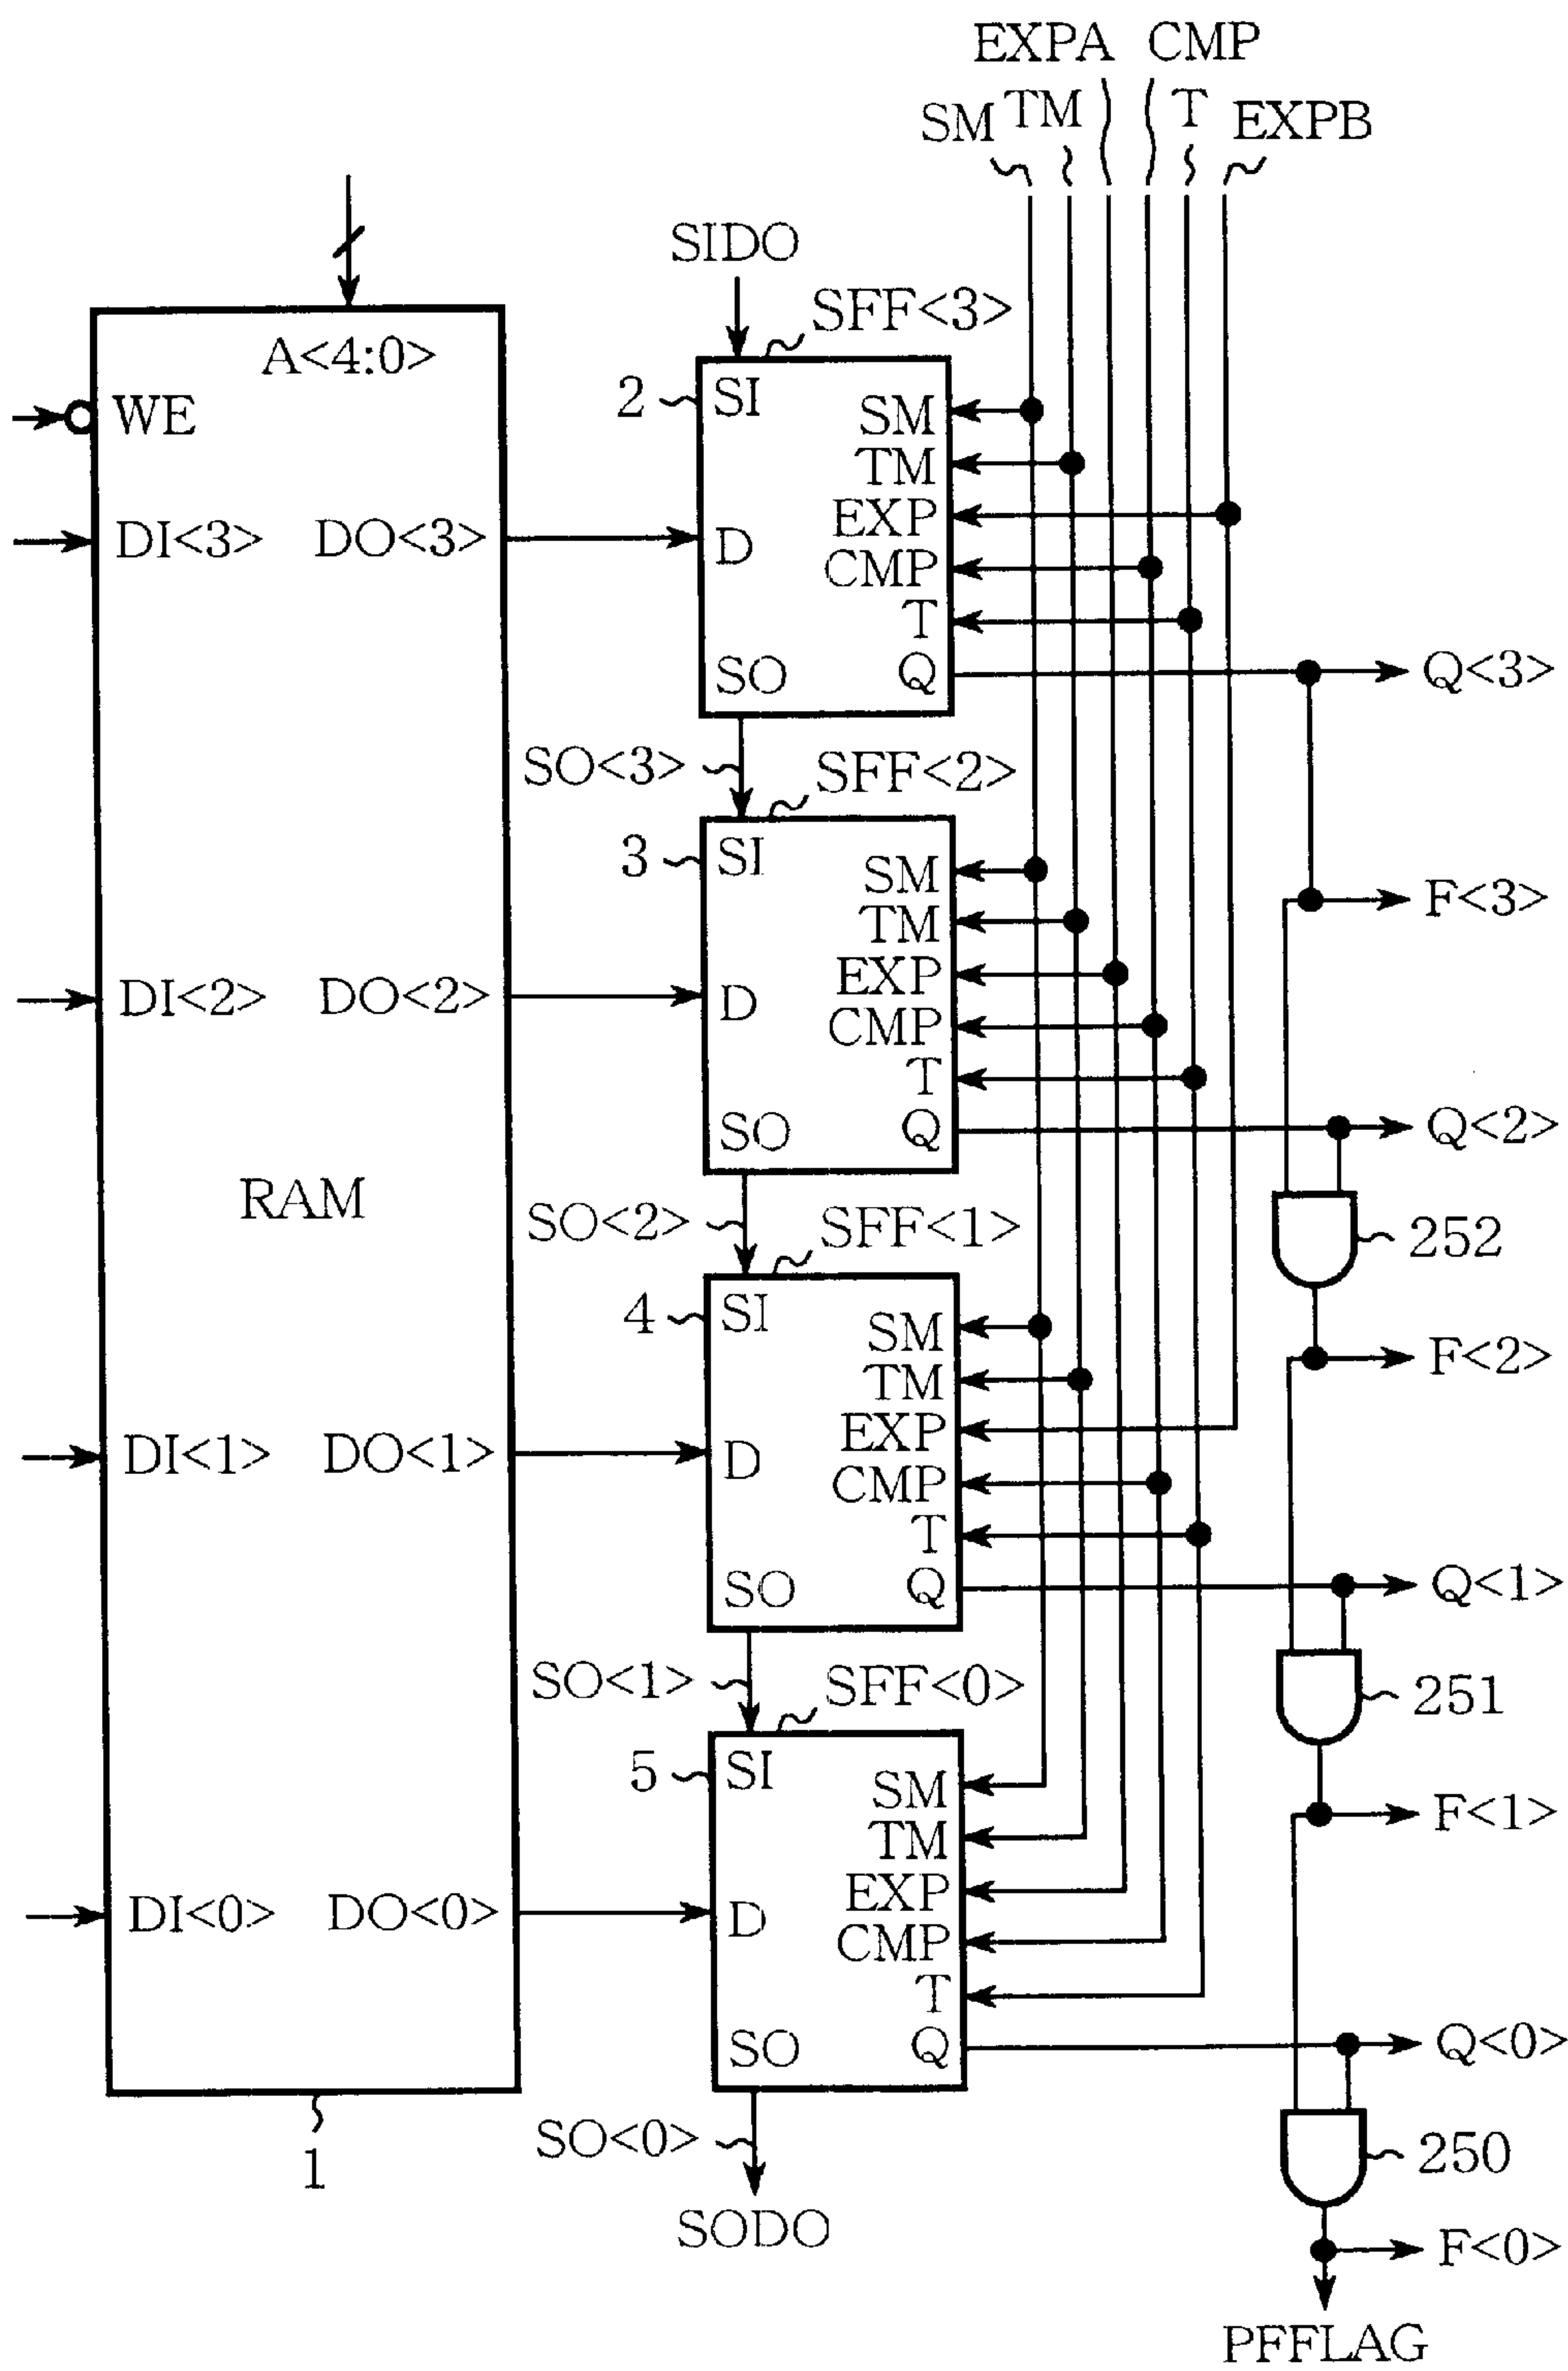 EXPA CMP
SM TM T EXPB
SIDO
SFF<3>
A<4:0>
2 SI
WE
SM
TM
DI<3> DO<3> D EXP
CMP
T
SO Q Q<3>
SO<3> SFF<2>
3 SI
SM F<3>
TM
EXP
DI<2> DO<2> D
CMP
T
SO Q Q<2>
RAM
SO<2> SFF<1> 252
4 SI
SM
TM F<2>
EXP
DI<1> DO<1> D
CMP
T
SO Q Q<1>
SO<1> SFF<0> 251
5 SI
SM F<1>
TM
EXP
DI<0> DO<0> D
CMP
T
SO Q Q<0>
SO<0> 250
1
SODO F<0>
PFFLAG